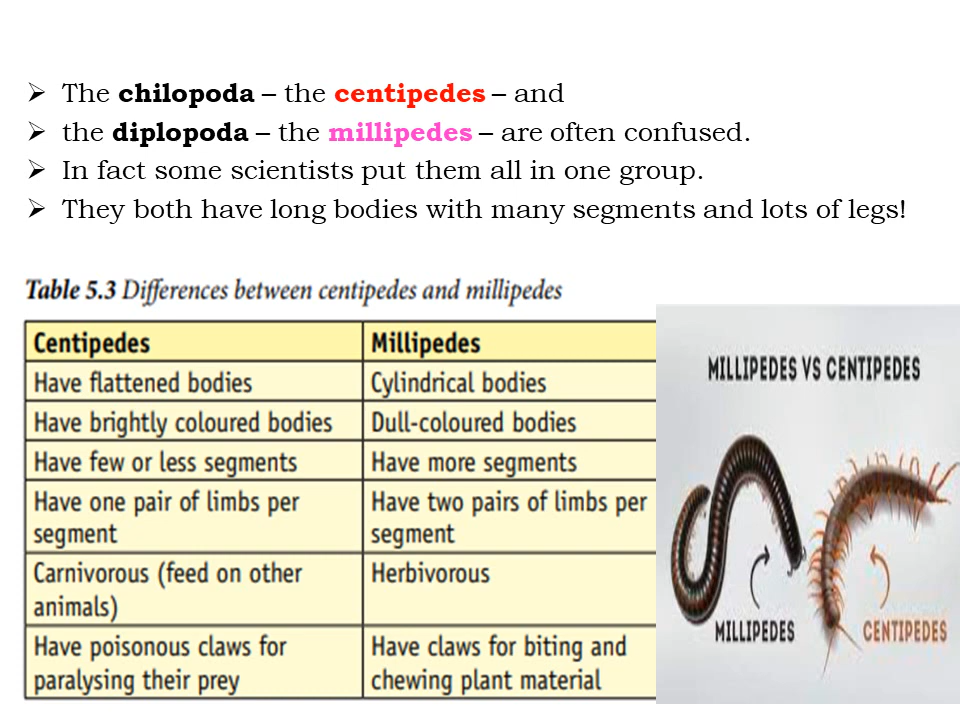 ➢ The chilopoda – the centipedes – and
➢ the diplopoda – the millipedes – are often confused.
➢ In fact some scientists put them all in one group.
➢ They both have long bodies with many segments and lots of legs!
Table 5.3 Differences between centipedes and millipedes
Centipedes Millipedes
Have flattened bodies Cylindrical bodies
Have brightly coloured bodies Dull-coloured bodies
Have few or less segments Have more segments
Have one pair of limbs per Have two pairs of limbs per
segment segment
Carnivorous (feed on other Herbivorous
animals)
Have poisonous claws for Have claws for biting and
paralysing their prey chewing plant material
MILLIPEDES VS CENTIPEDES
MILLIPEDES
CENTIPEDES